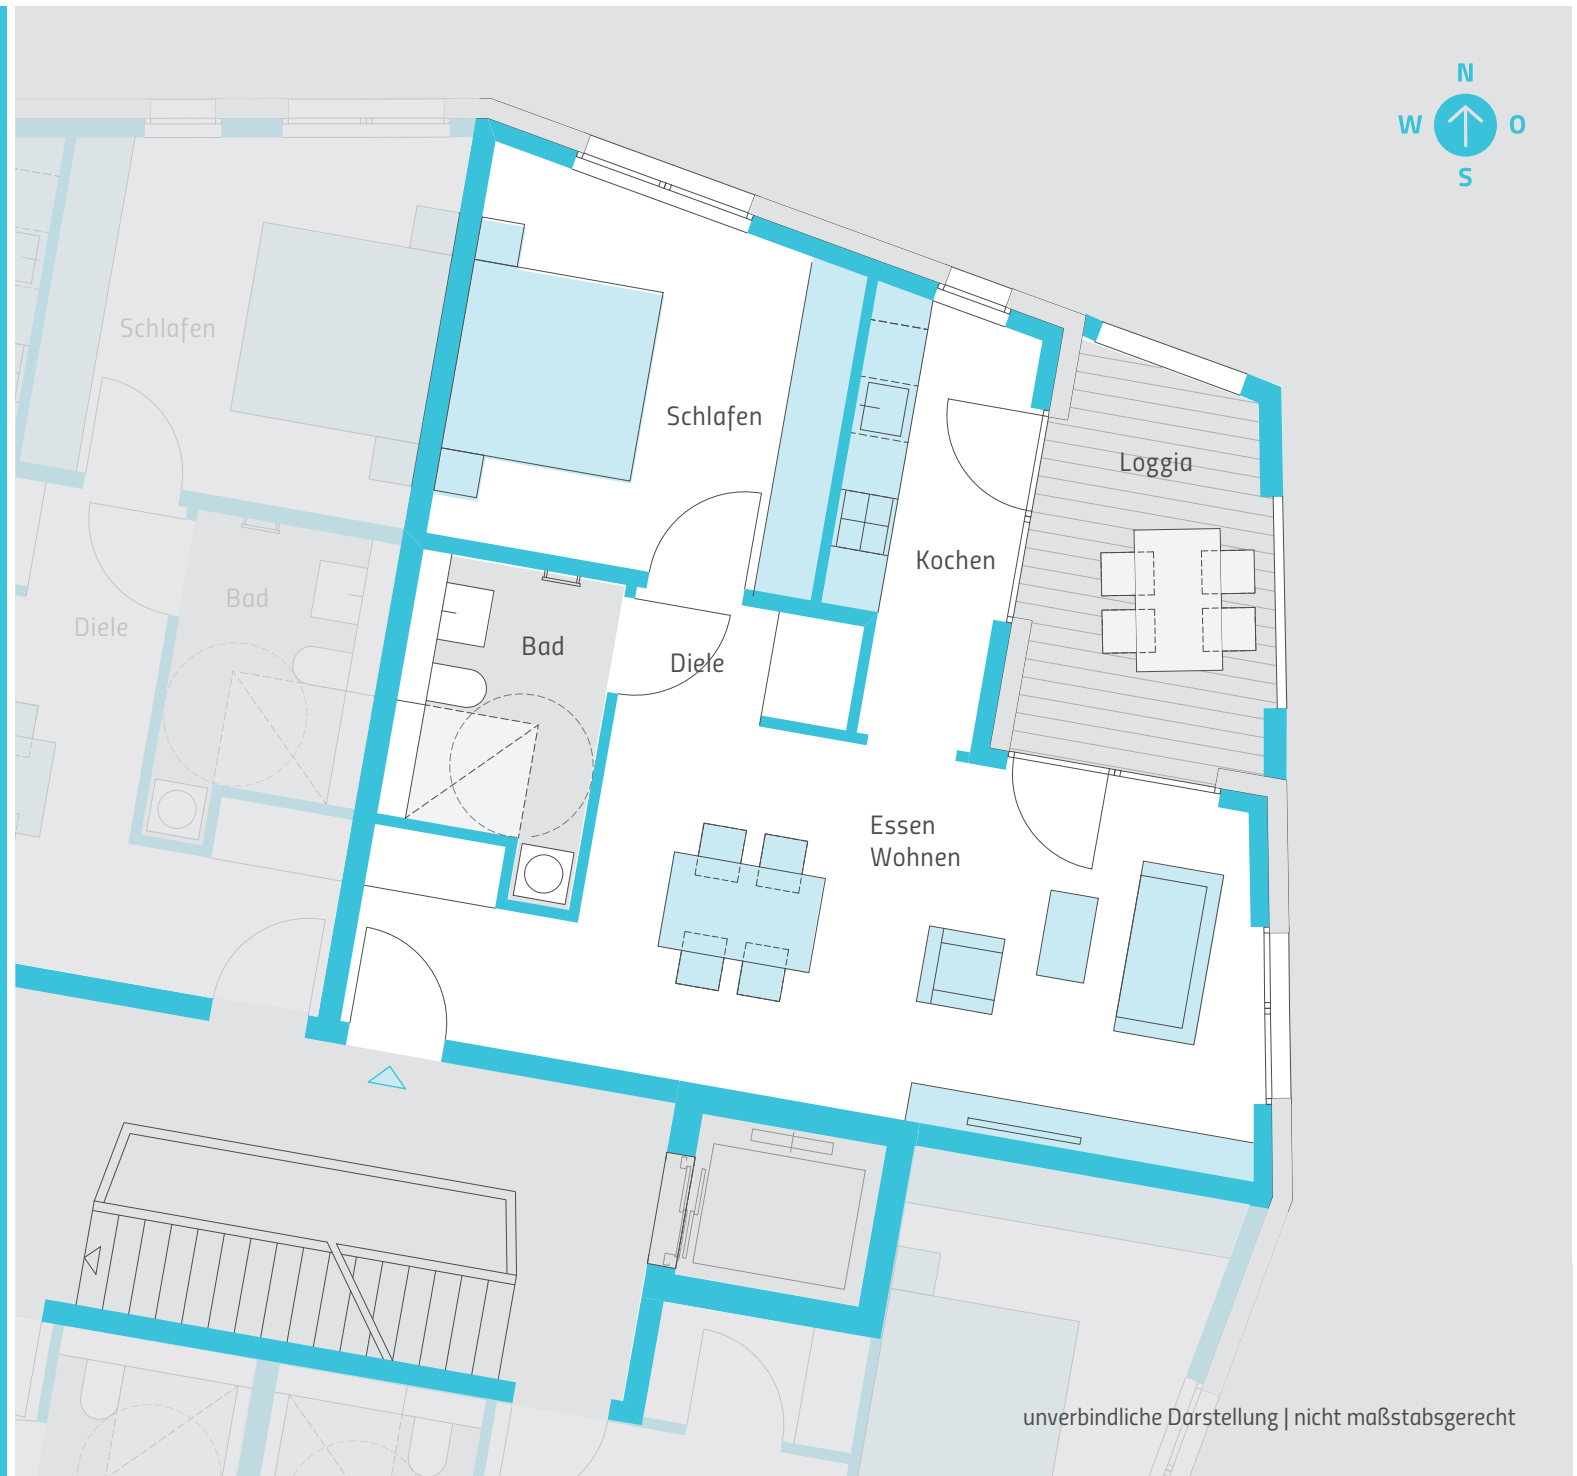 N
W
O
S
Schlafen
Schlafen
Loggia
Kochen
Bad
Diele
Bad
Diele
Essen
Wohnen
unverbindliche Darstellung | nicht maßstabsgerecht